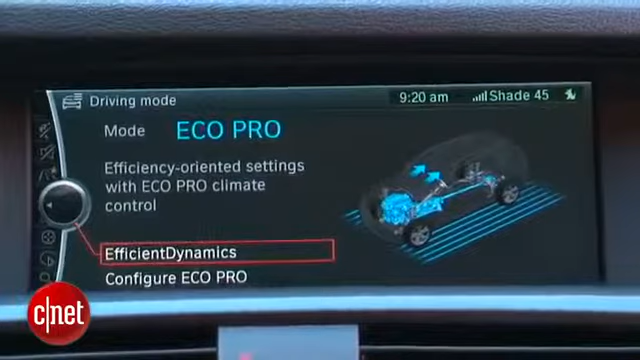 Driving mode
9:20 am
Shade 45
Mode ECO PRO
Efficiency-oriented settings
with ECO PRO climate
control
EfficientDynamics
Configure ECO PRO
c|net